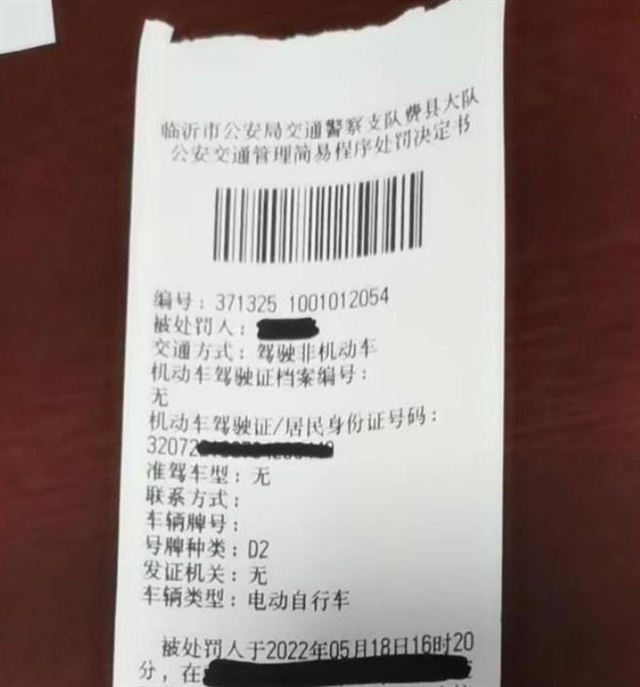 临沂市公安局交通警察支队费县大队
公安交通管理简易程序处罚决定书
编号：371325 1001012054
被处罚人：
交通方式：驾驶非机动车
机动车驾驶证档案编号：
无
机动车驾驶证/居民身份证号码：
32072
准驾车型：无
联系方式：
车辆牌号：
号牌种类：D2
发证机关：无
车辆类型：电动自行车
被处罚人于2022年05月18日16时20
分，在